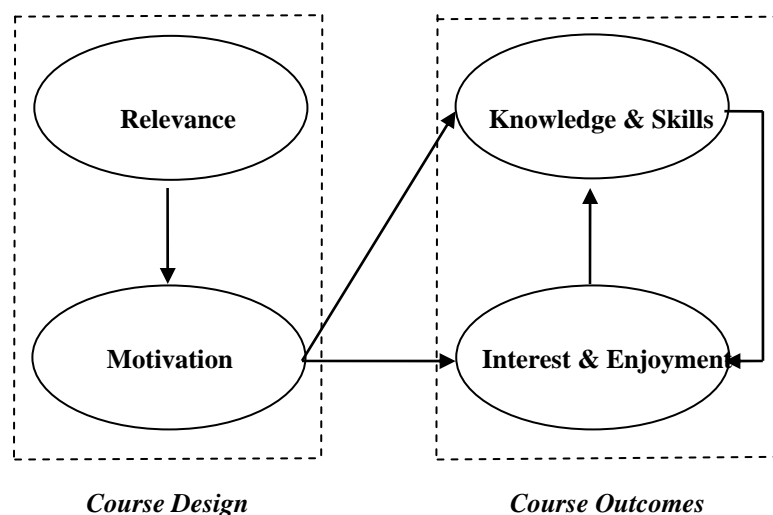 Relevance
Knowledge & Skills
Motivation
Interest & Enjoyment
Course Design
Course Outcomes